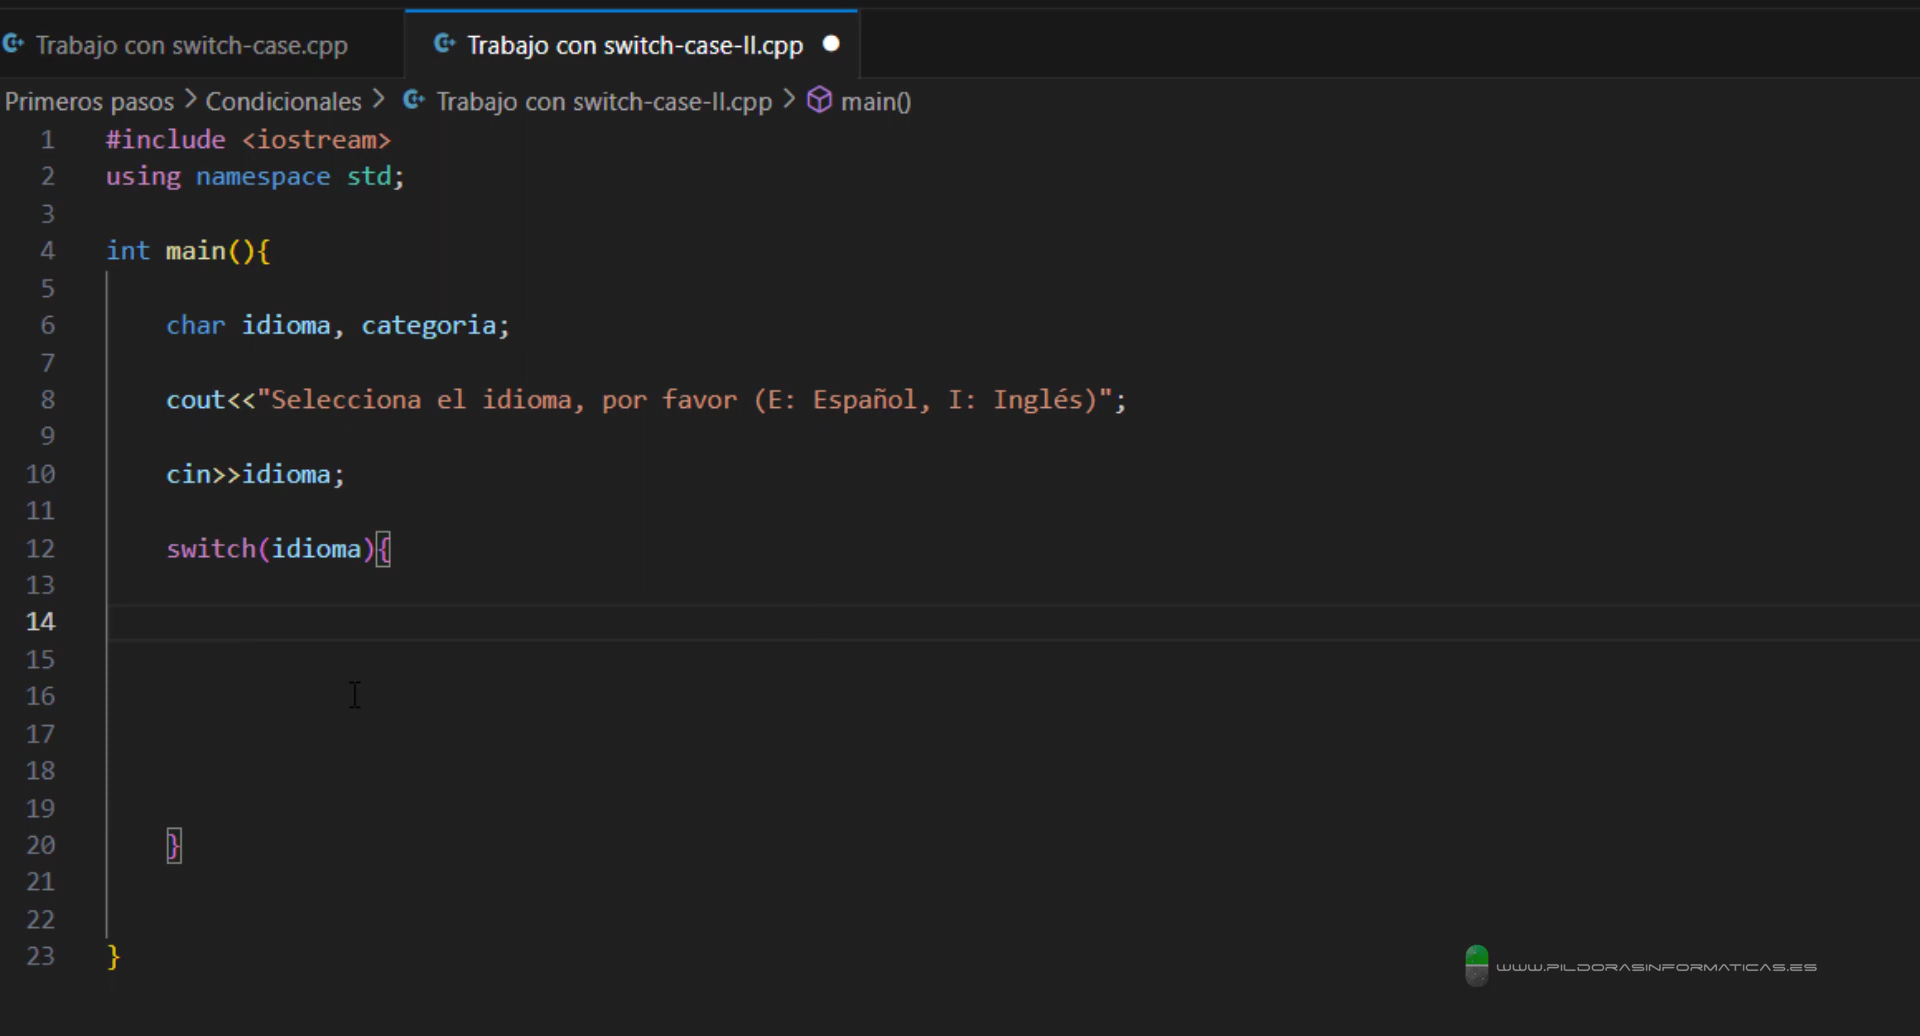 Trabajo con switch-case.cpp
Trabajo con switch-case-II.cpp
Primeros pasos > Condicionales > Trabajo con switch-case-II.cpp > main()
1 #include <iostream>
2 using namespace std;
3
4 int main(){
5
6 char idioma, categoria;
7
8 cout<<"Selecciona el idioma, por favor (E: Español, I: Inglés)";
9
10 cin>>idioma;
11
12 switch(idioma){
13
14
15
16
17
18
19
20 }
21
22
23 }
WWW.PILDORASINFORMATICAS.ES